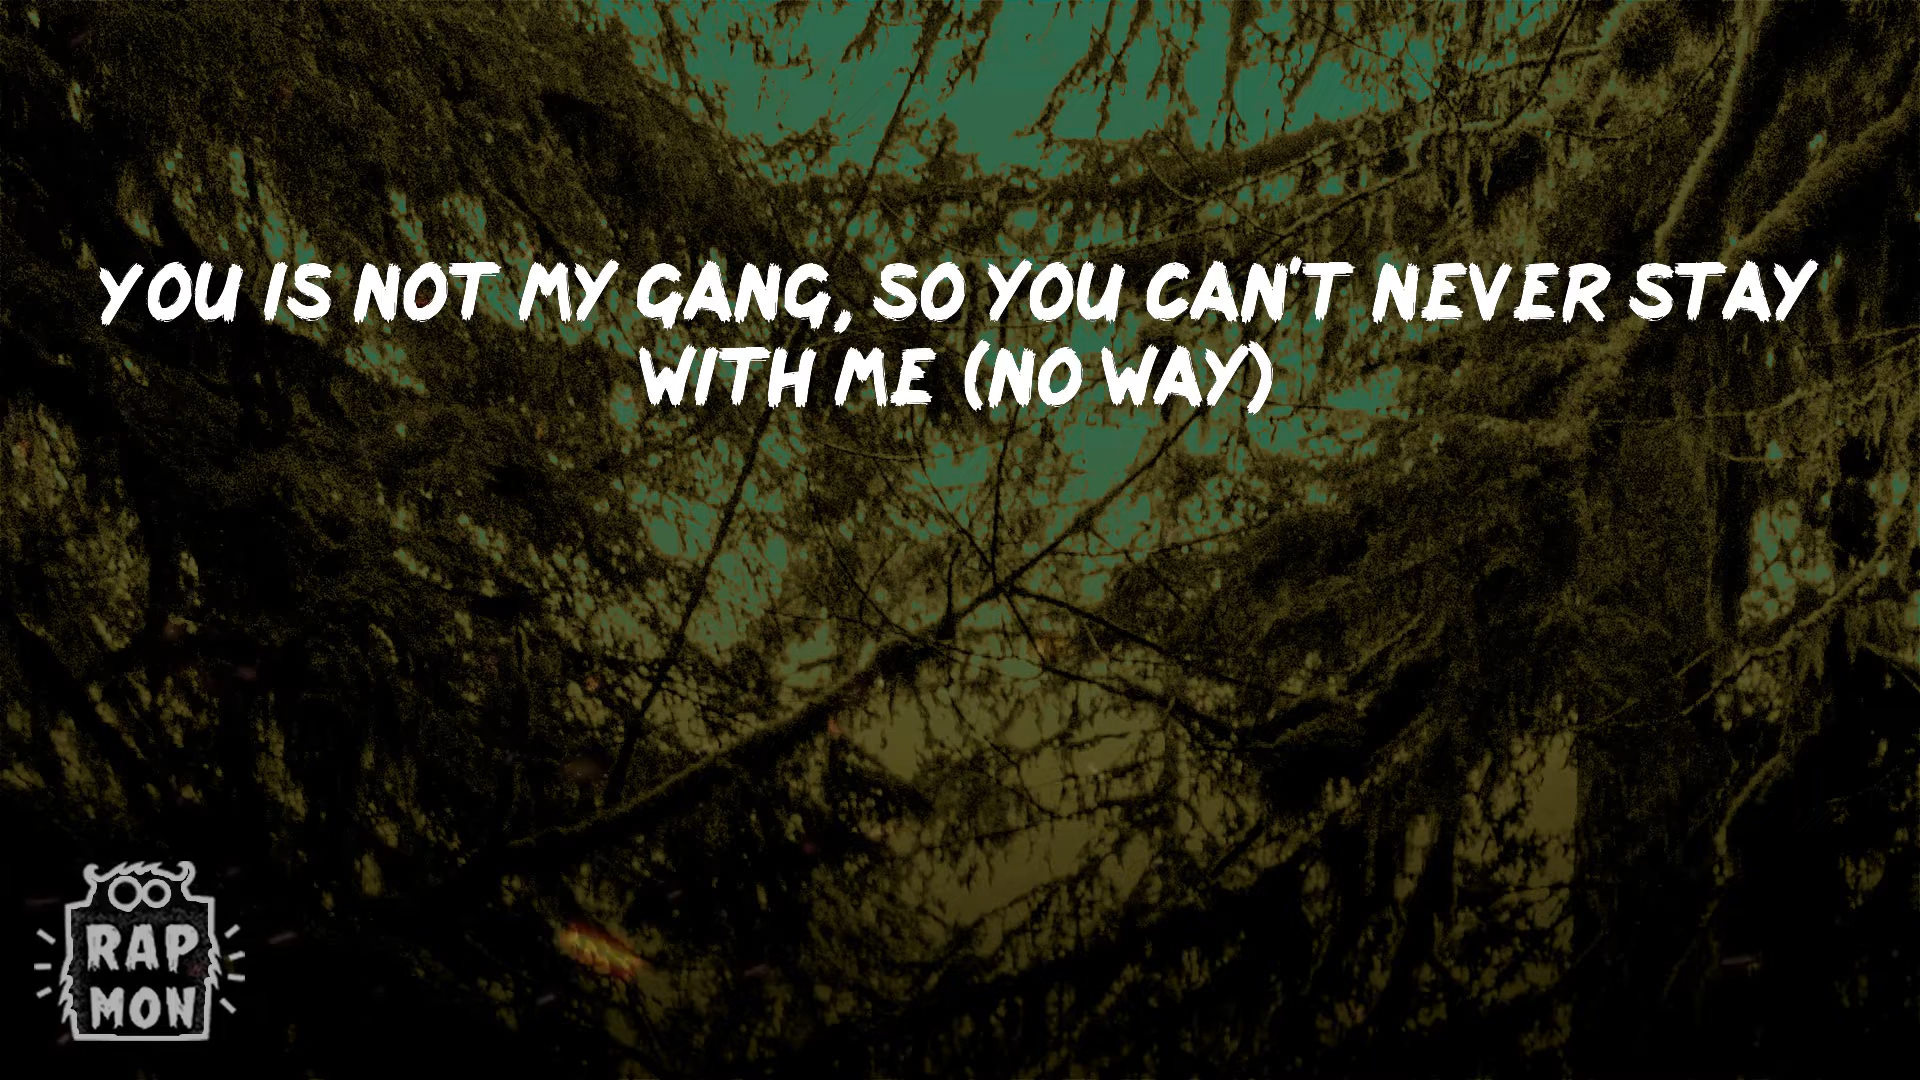 YOU IS NOT MY GANG, SO YOU CAN'T NEVER STAY
WITH ME (NO WAY)
RAP
MON